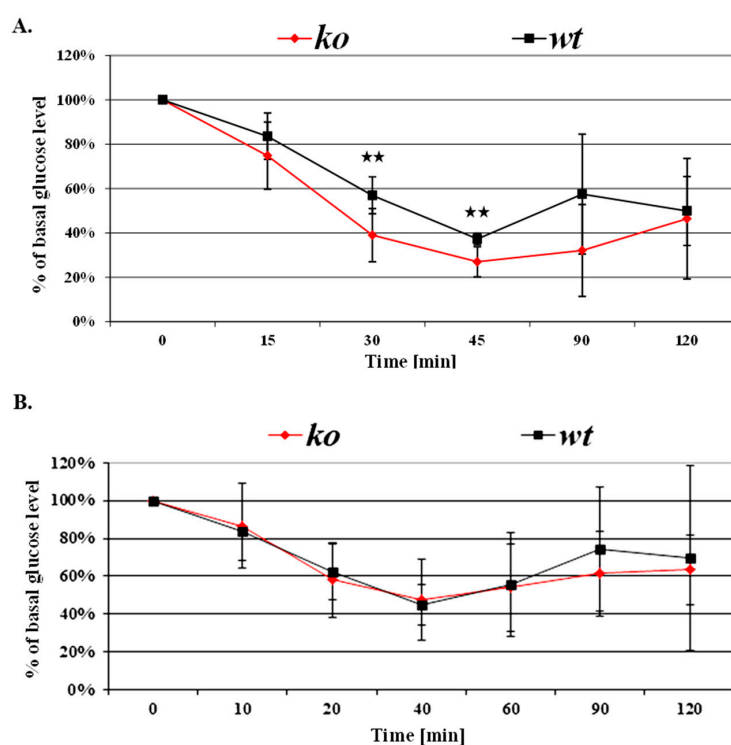 A.
ko wt
120%
100%
80%
60%
40%
20%
0%
% of basal glucose level
★★
★★
0 15 30 45 90 120
Time [min]
B.
ko wt
120%
100%
80%
60%
40%
20%
0%
% of basal glucose level
0 10 20 40 60 90 120
Time [min]